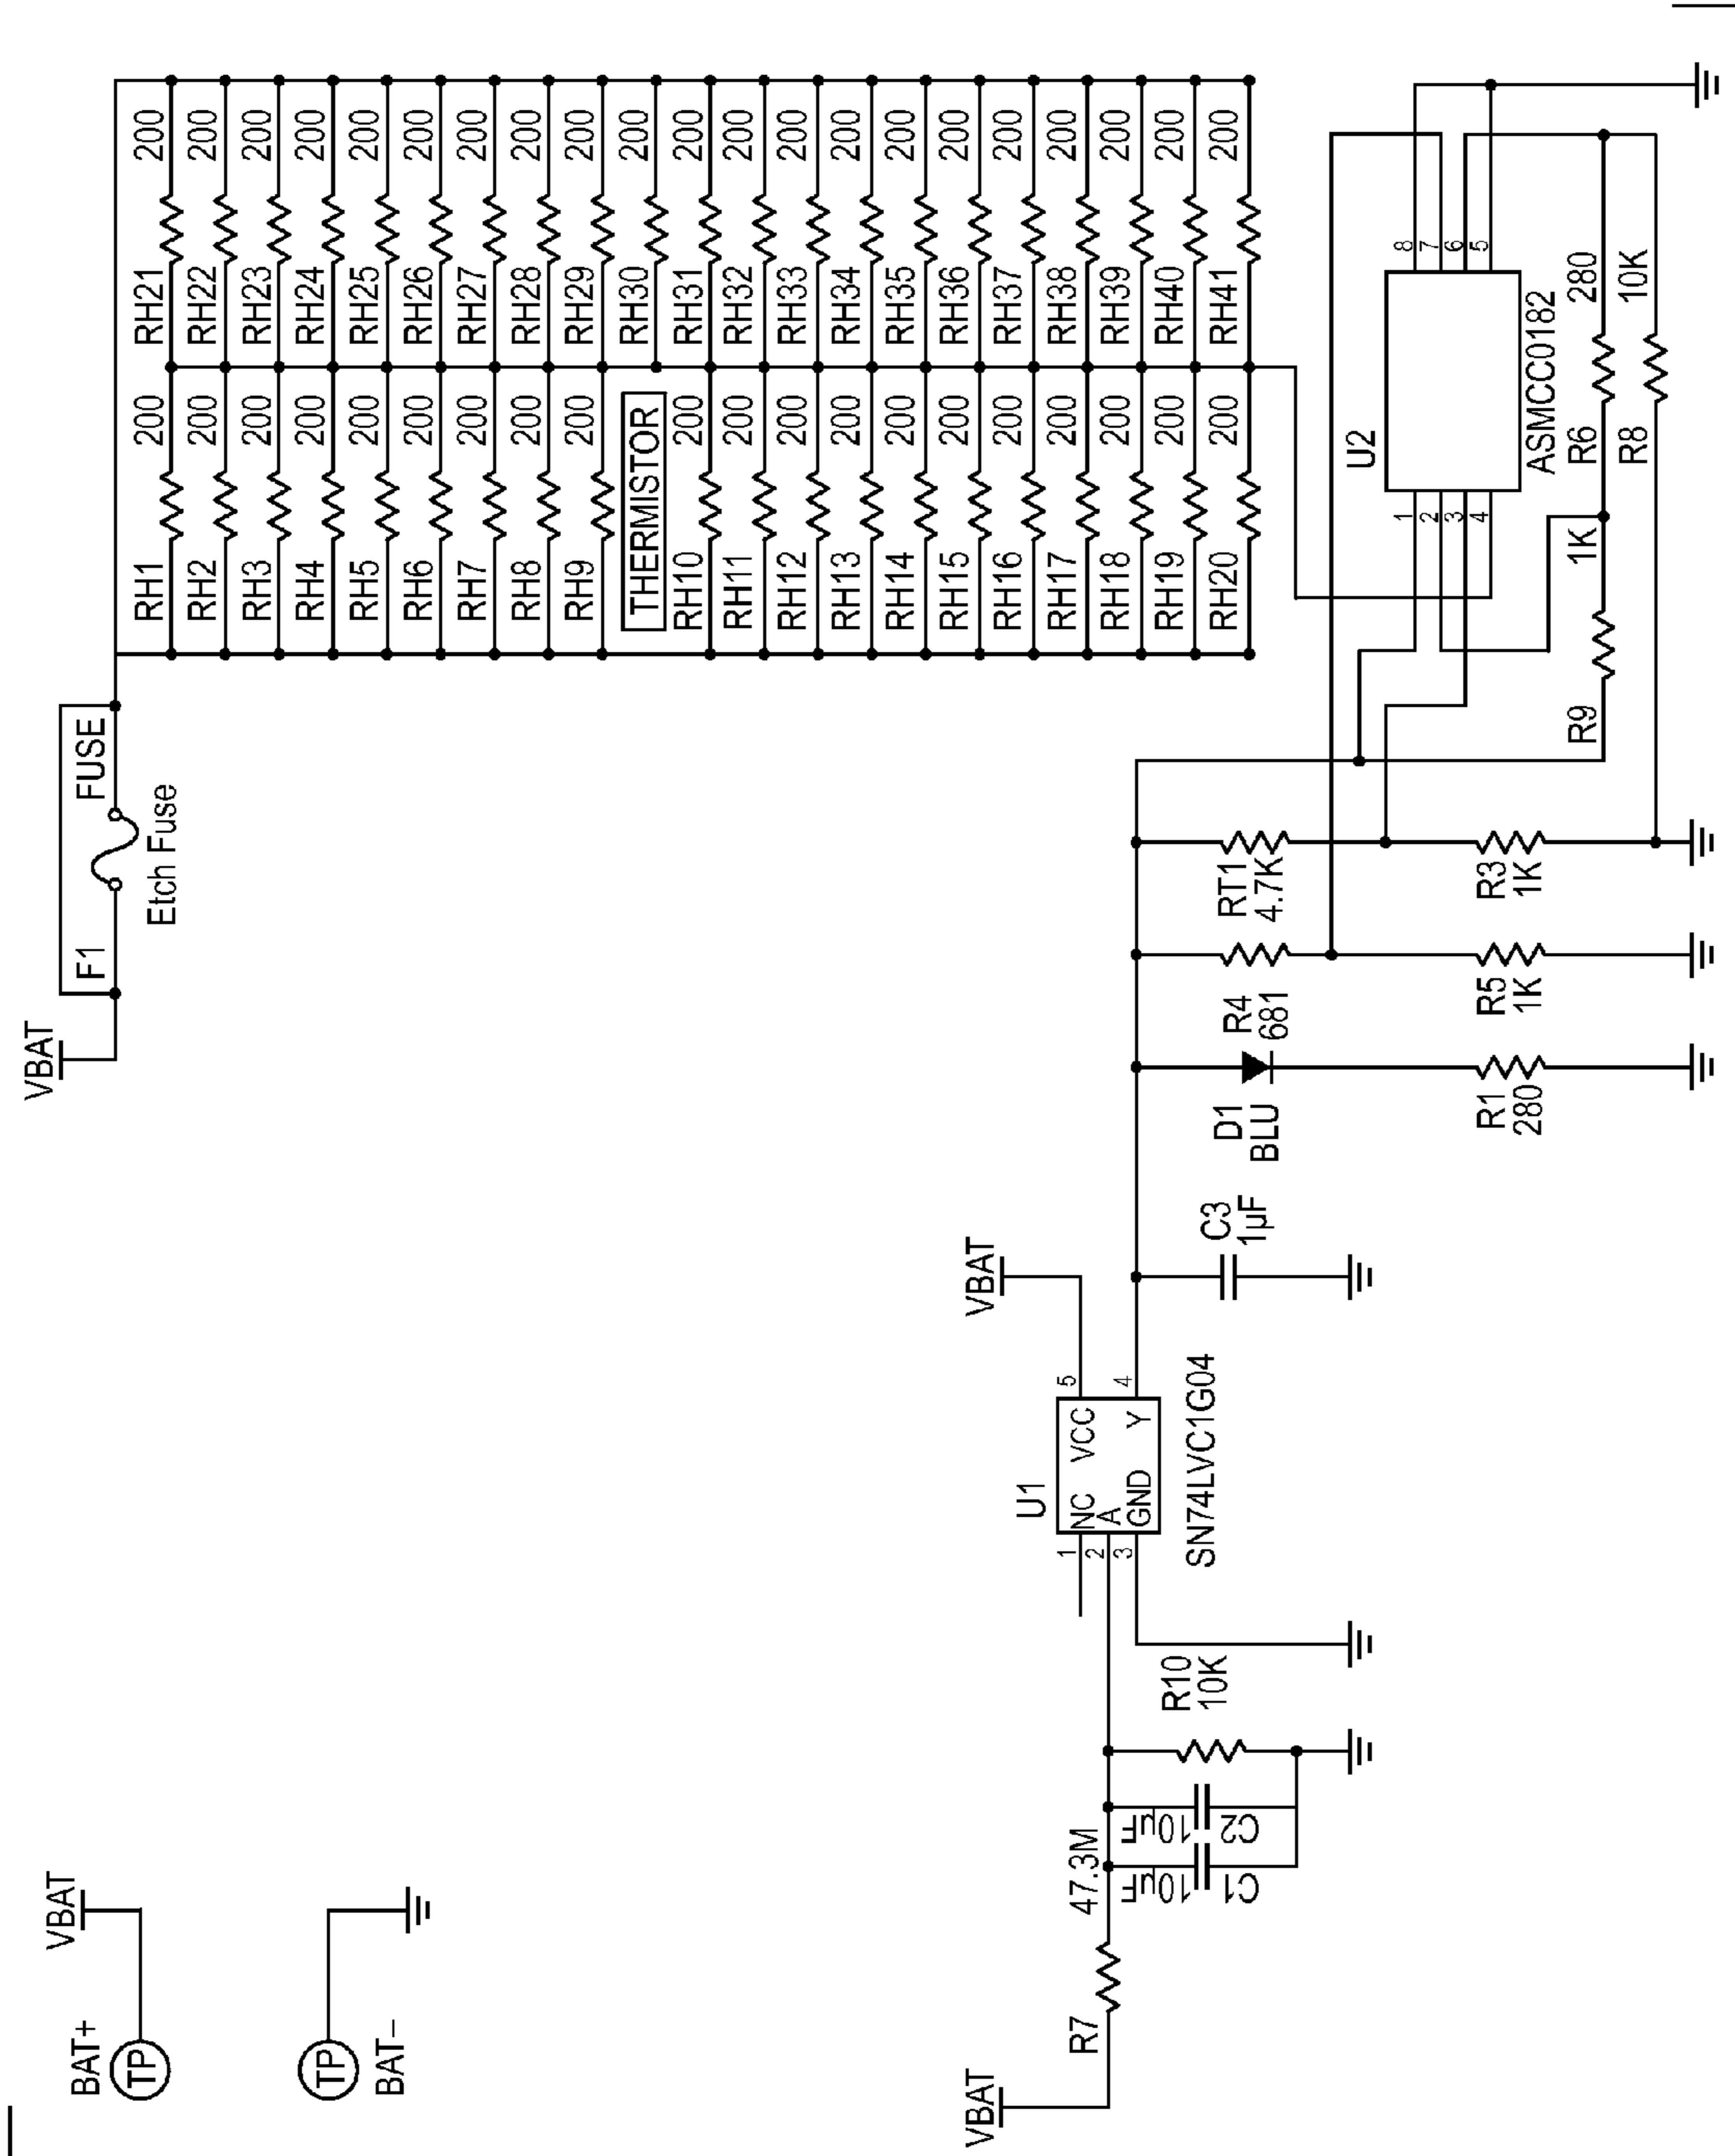 VBAT
F1
FUSE
Etch Fuse
RH1 200
RH2 200
RH3 200
RH4 200
RH5 200
RH6 200
RH7 200
RH8 200
RH9 200
THERMISTOR
RH10 200
RH11 200
RH12 200
RH13 200
RH14 200
RH15 200
RH16 200
RH17 200
RH18 200
RH19 200
RH20 200
RH21 200
RH22 200
RH23 200
RH24 200
RH25 200
RH26 200
RH27 200
RH28 200
RH29 200
RH30 200
RH31 200
RH32 200
RH33 200
RH34 200
RH35 200
RH36 200
RH37 200
RH38 200
RH39 200
RH40 200
RH41 200
BAT+
TP
VBAT
TP
BAT−
VBAT
R7
47.3M
C1
10µF
C2
10µF
R10
10K
U1
1
2
3
NC VCC
A
GND Y
5
4
SN74LVC1G04
VBAT
C3
1µF
D1
BLU
R1
280
R4
681
R5
1K
RT1
4.7K
R3
1K
U2
1
2
3
4
8
7
6
5
ASMCC0182
R9
1K
R6
280
R8
10K